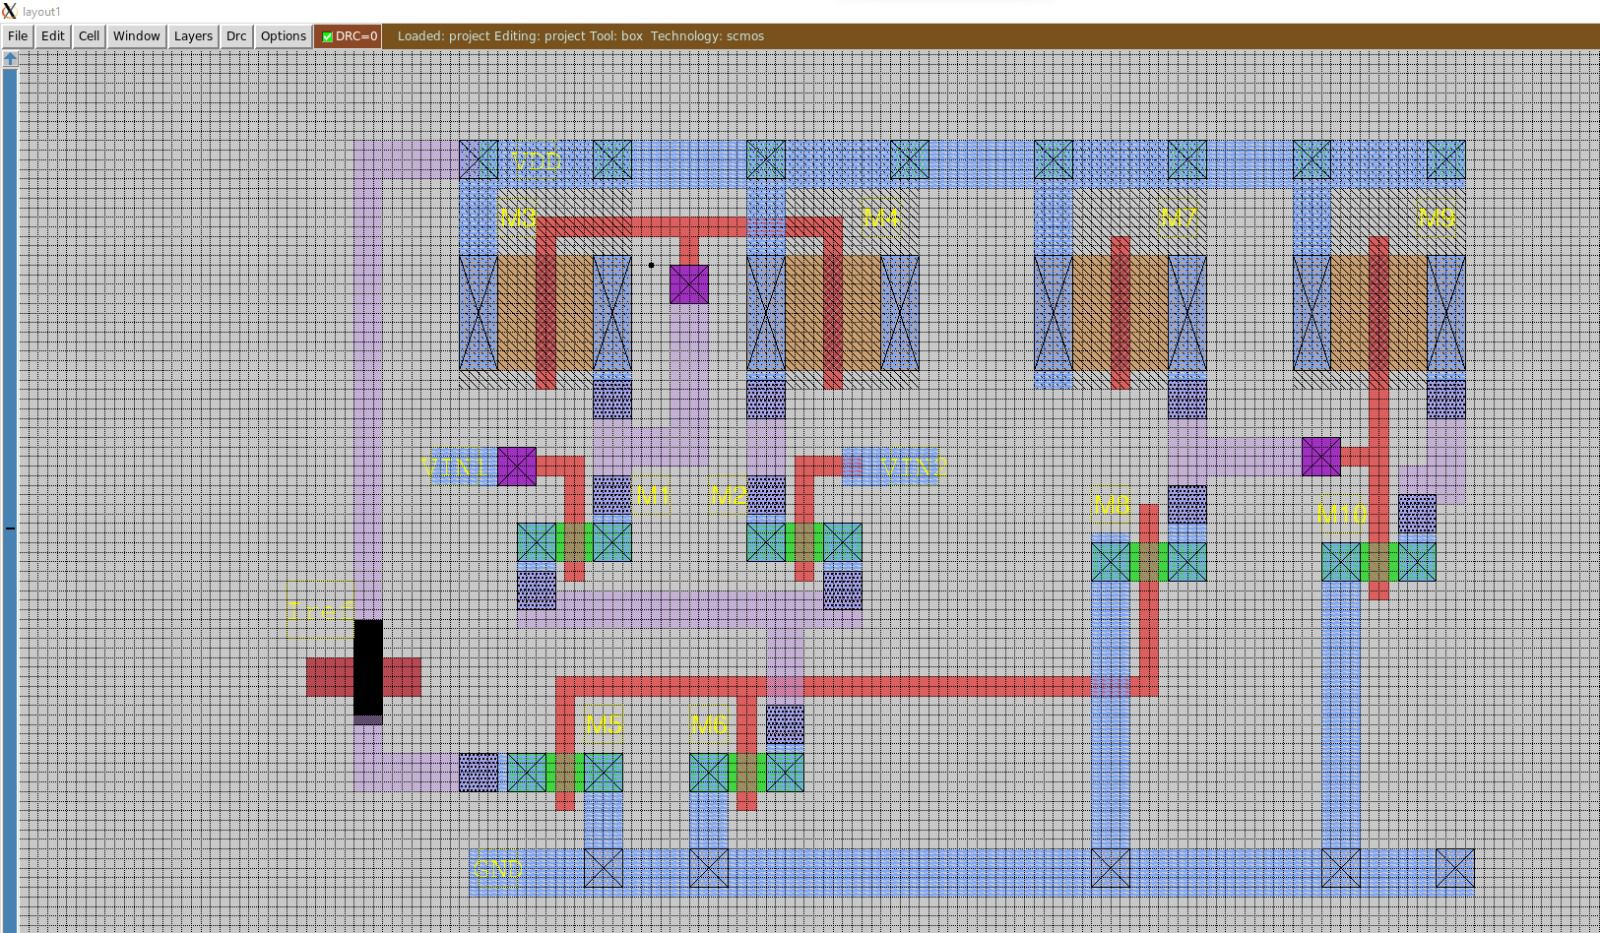 layout1
File Edit Cell Window Layers Drc Options DRC=0 Loaded: project Editing: project Tool: box Technology: scmos
VDD
M3 M4 M7 M9
VIN1 VIN2
M1 M2 M8 M10
Iref
M5 M6
GND